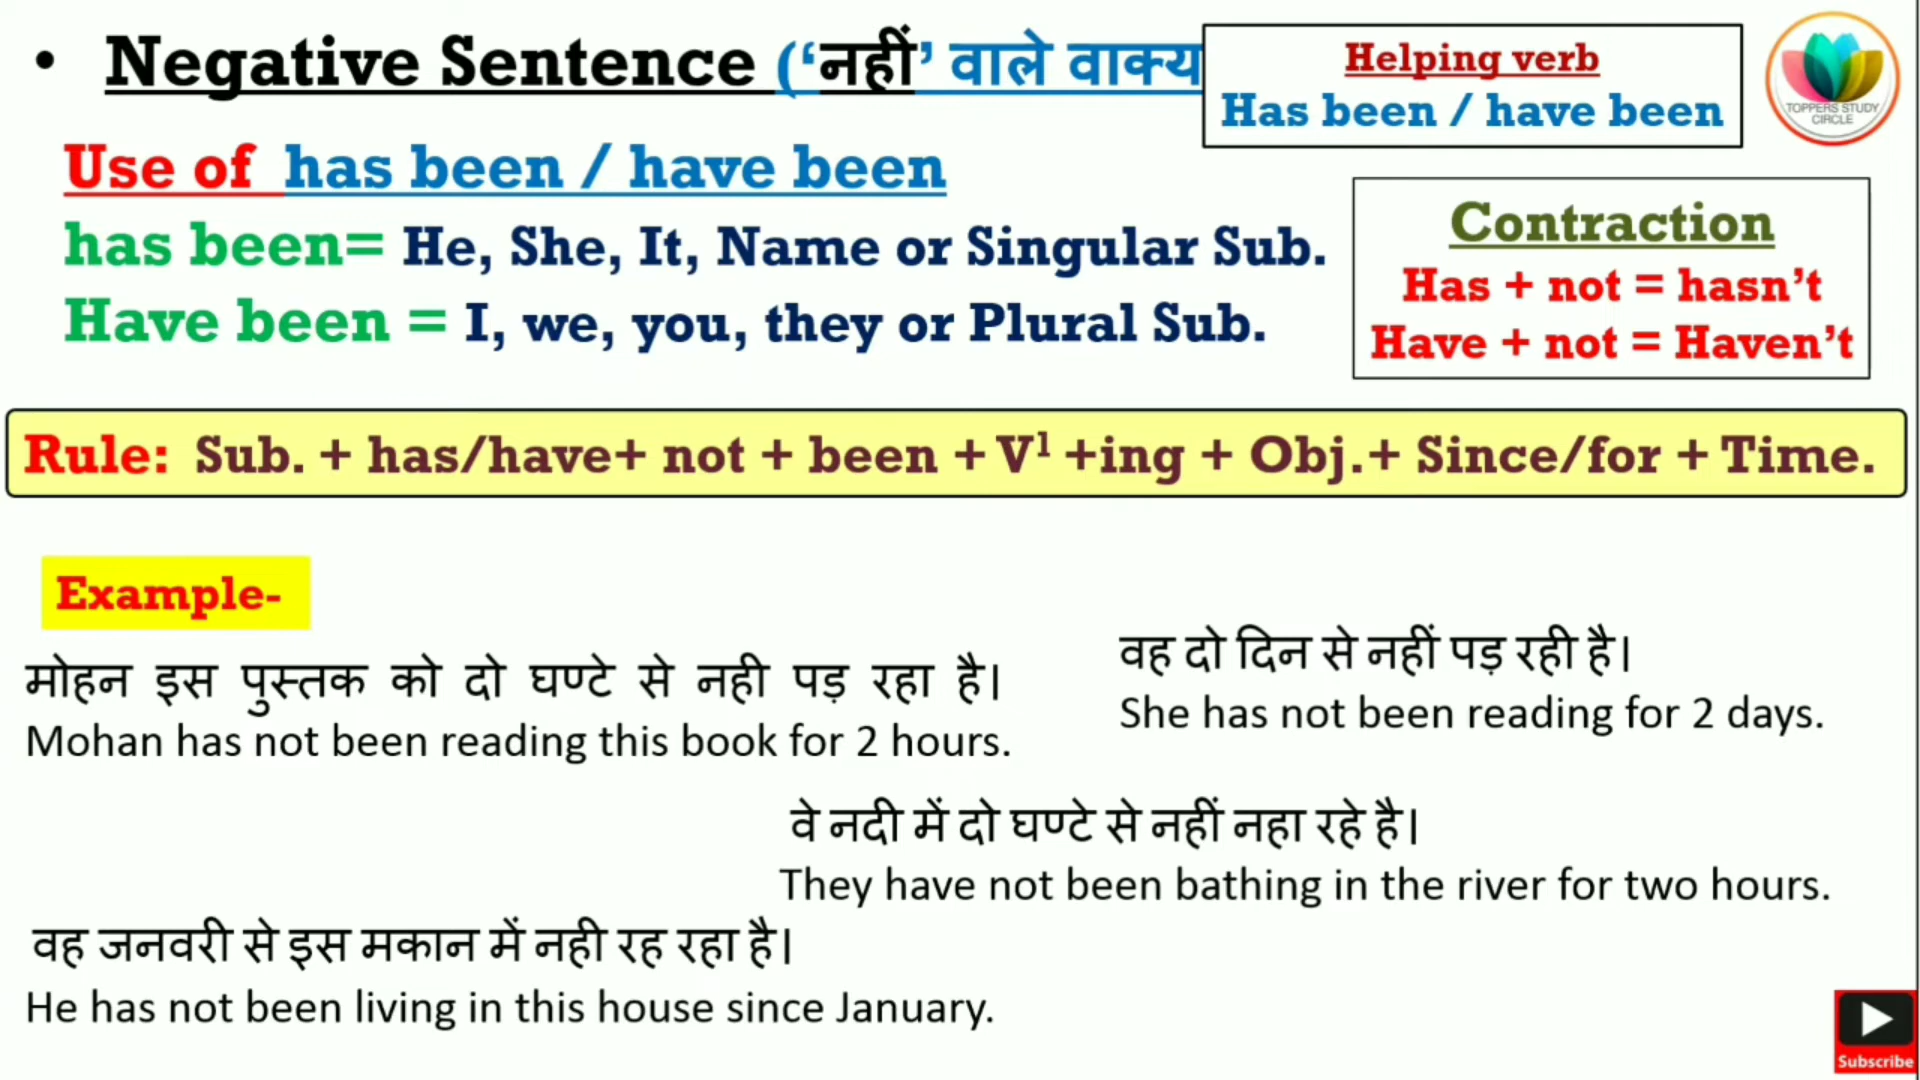 • Negative Sentence (‘नहीं’ वाले वाक्य
Helping verb
Has been / have been
TOPPERS STUDY
CIRCLE
Use of has been / have been
has been= He, She, It, Name or Singular Sub.
Have been = I, we, you, they or Plural Sub.
Contraction
Has + not = hasn’t
Have + not = Haven’t
Rule: Sub. + has/have+ not + been + V¹ +ing + Obj.+ Since/for + Time.
Example-
मोहन इस पुस्तक को दो घण्टे से नही पड़ रहा है।
Mohan has not been reading this book for 2 hours.
वह दो दिन से नहीं पड़ रही है।
She has not been reading for 2 days.
वे नदी में दो घण्टे से नहीं नहा रहे है।
They have not been bathing in the river for two hours.
वह जनवरी से इस मकान में नही रह रहा है।
He has not been living in this house since January.
Subscribe